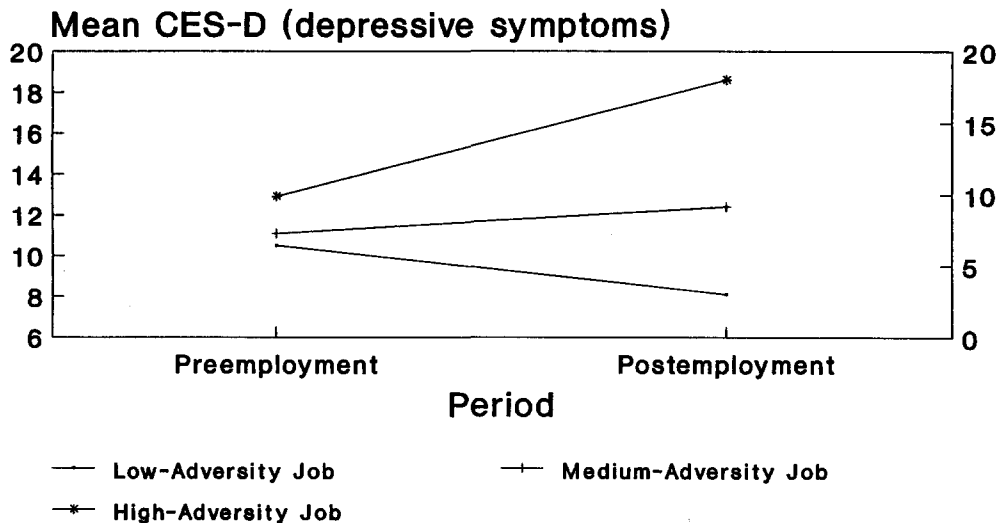 Mean CES-D (depressive symptoms)
20 20
18
16 15
14
12 10
10
8 5
6 0
Preemployment Postemployment
Period
Low-Adversity Job Medium-Adversity Job
High-Adversity Job